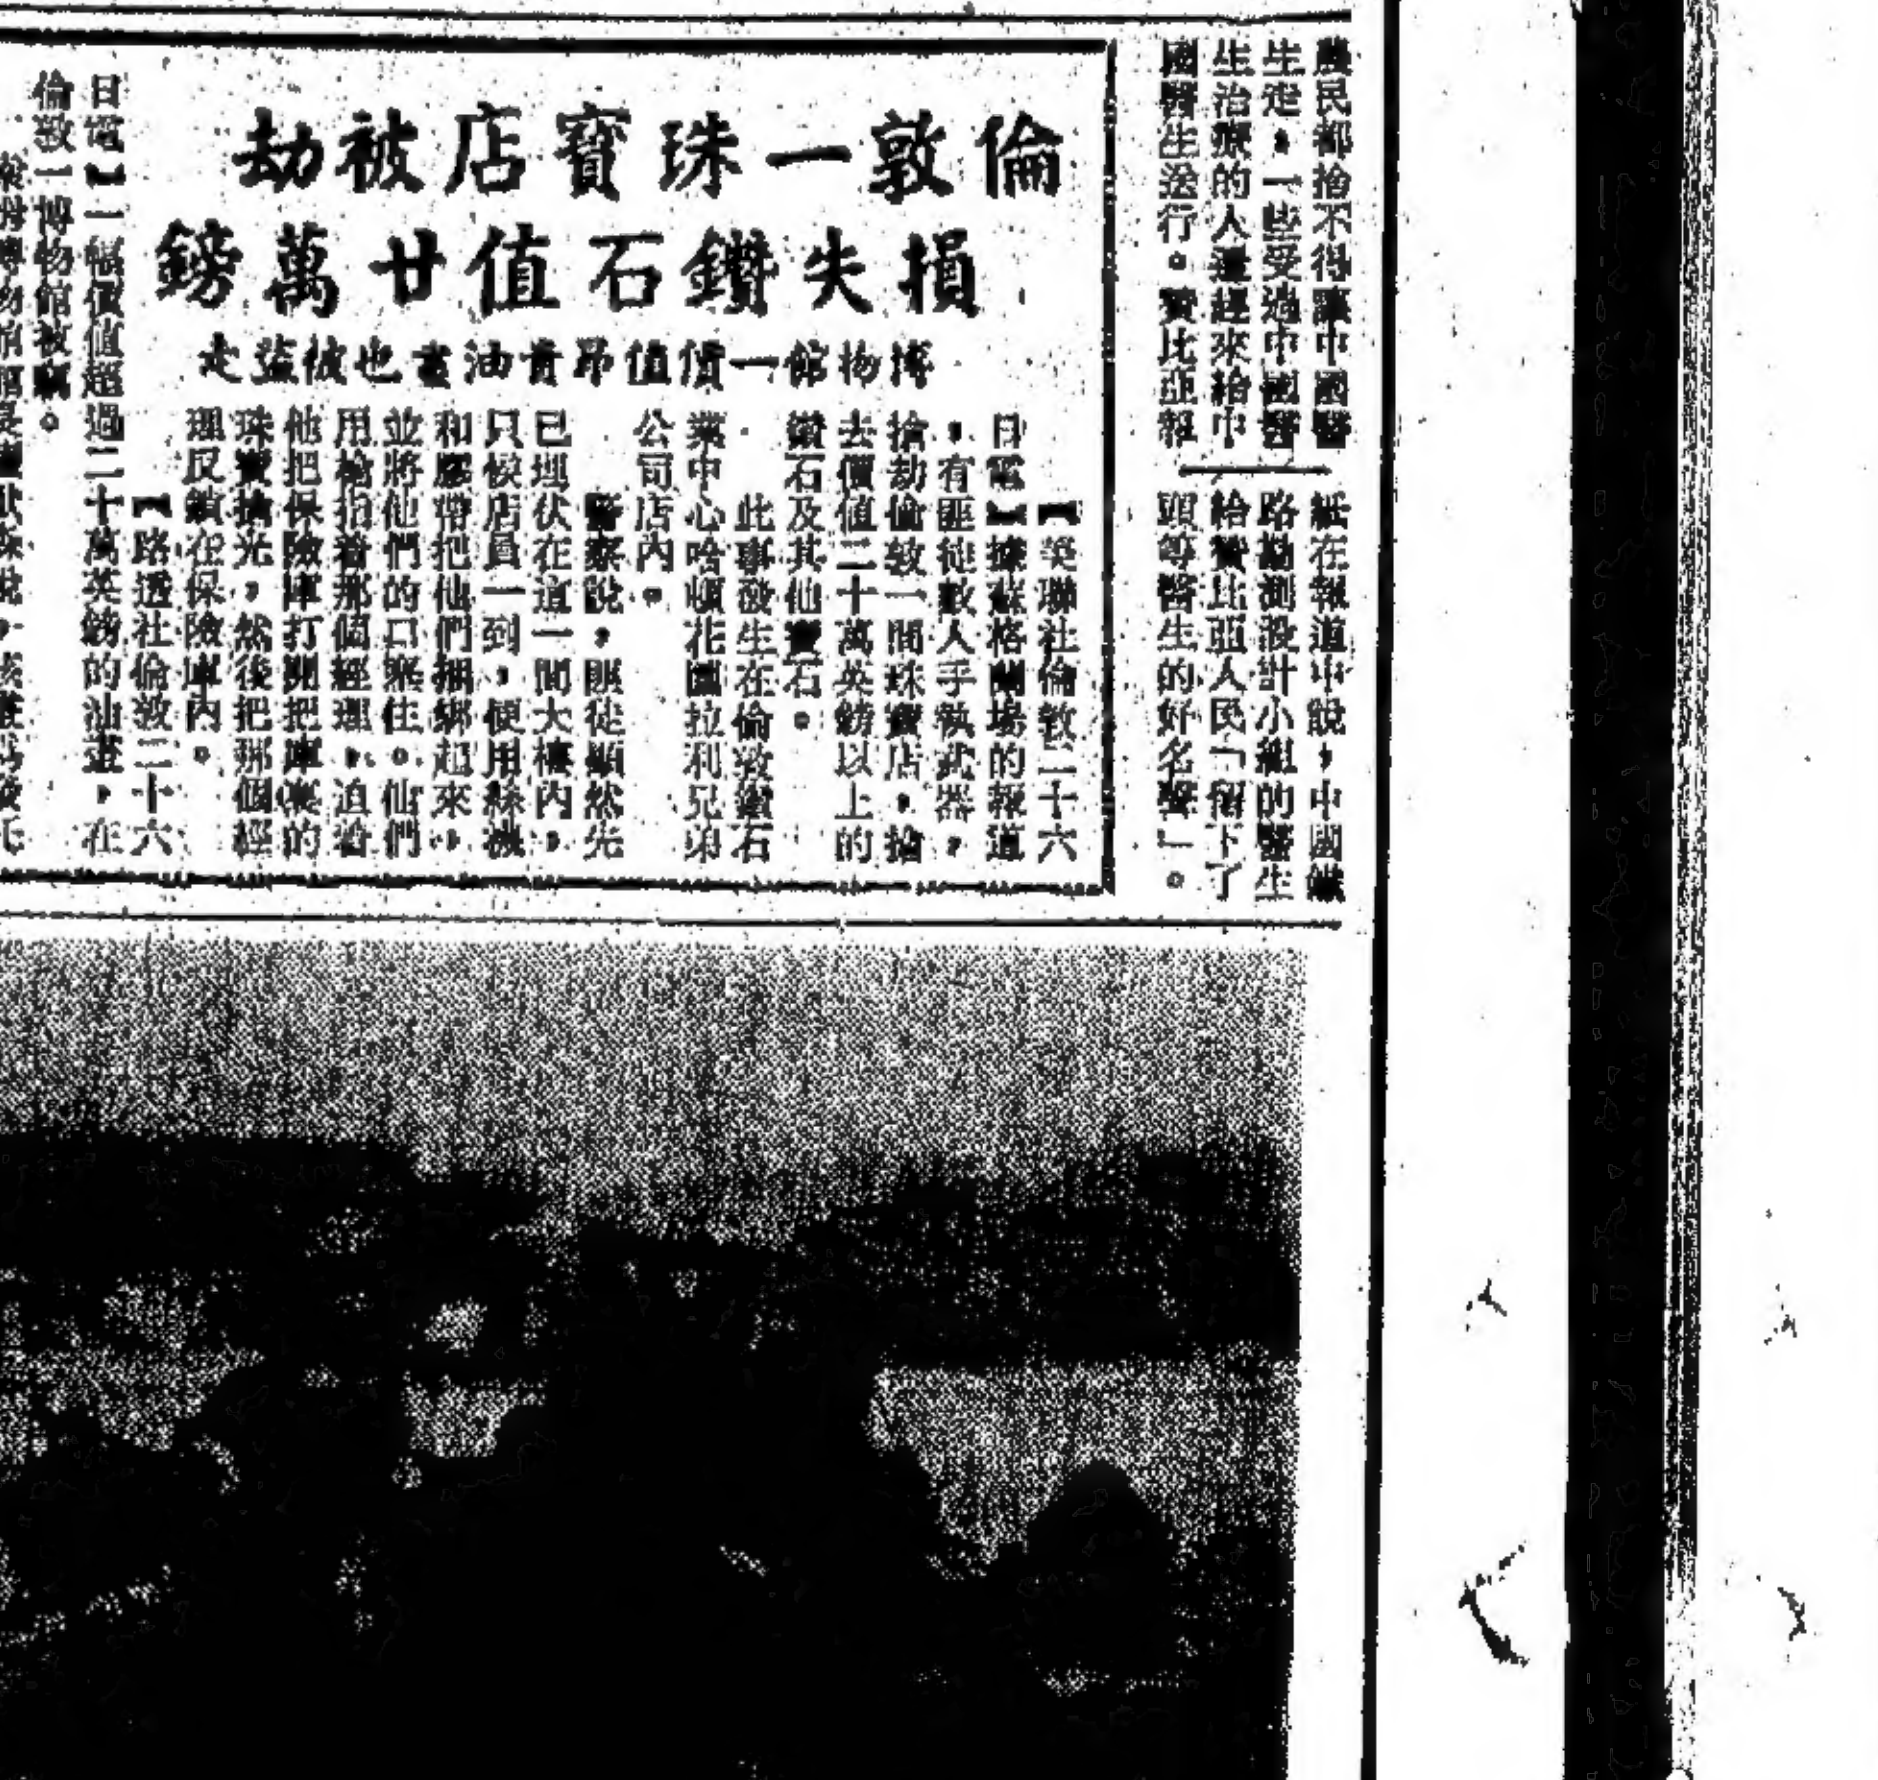 農民都捨不得讓中國醫
生走，一些受過中國醫
生治療的人還趕來給中
國醫生送行。贊比亞報
紙在報道中說，中國鐵
路勘測設計小組的醫生
給贊比亞人民「留下了
頭等醫生的好名聲」。
倫敦一珠寶店被劫
損失鑽石值廿萬鎊
博物館一價值昂貴油畫也被盜走
【英聯社倫敦二十六
日電】據蘇格蘭場的報道
，有匪徒數人手執武器，
搶劫倫敦一間珠寶店，搶
去價值二十萬英鎊以上的
鑽石及其他寶石。
此事發生在倫敦鑽石
業中心哈頓花園拉利兄弟
公司店內。
警察說，匪徒顯然先
已埋伏在這一間大樓內，
只候店員一到，便用絲襪
和膠帶把他們捆綁起來，
並將他們的口塞住。他們
用槍指着那個經理，迫着
他把保險庫打開把庫裏的
珠寶搶光，然後把那個經
理反鎖在保險庫內。
【路透社倫敦二十六
日電】一幅價值超過二十萬英鎊的油畫，在
倫敦一博物館被竊。